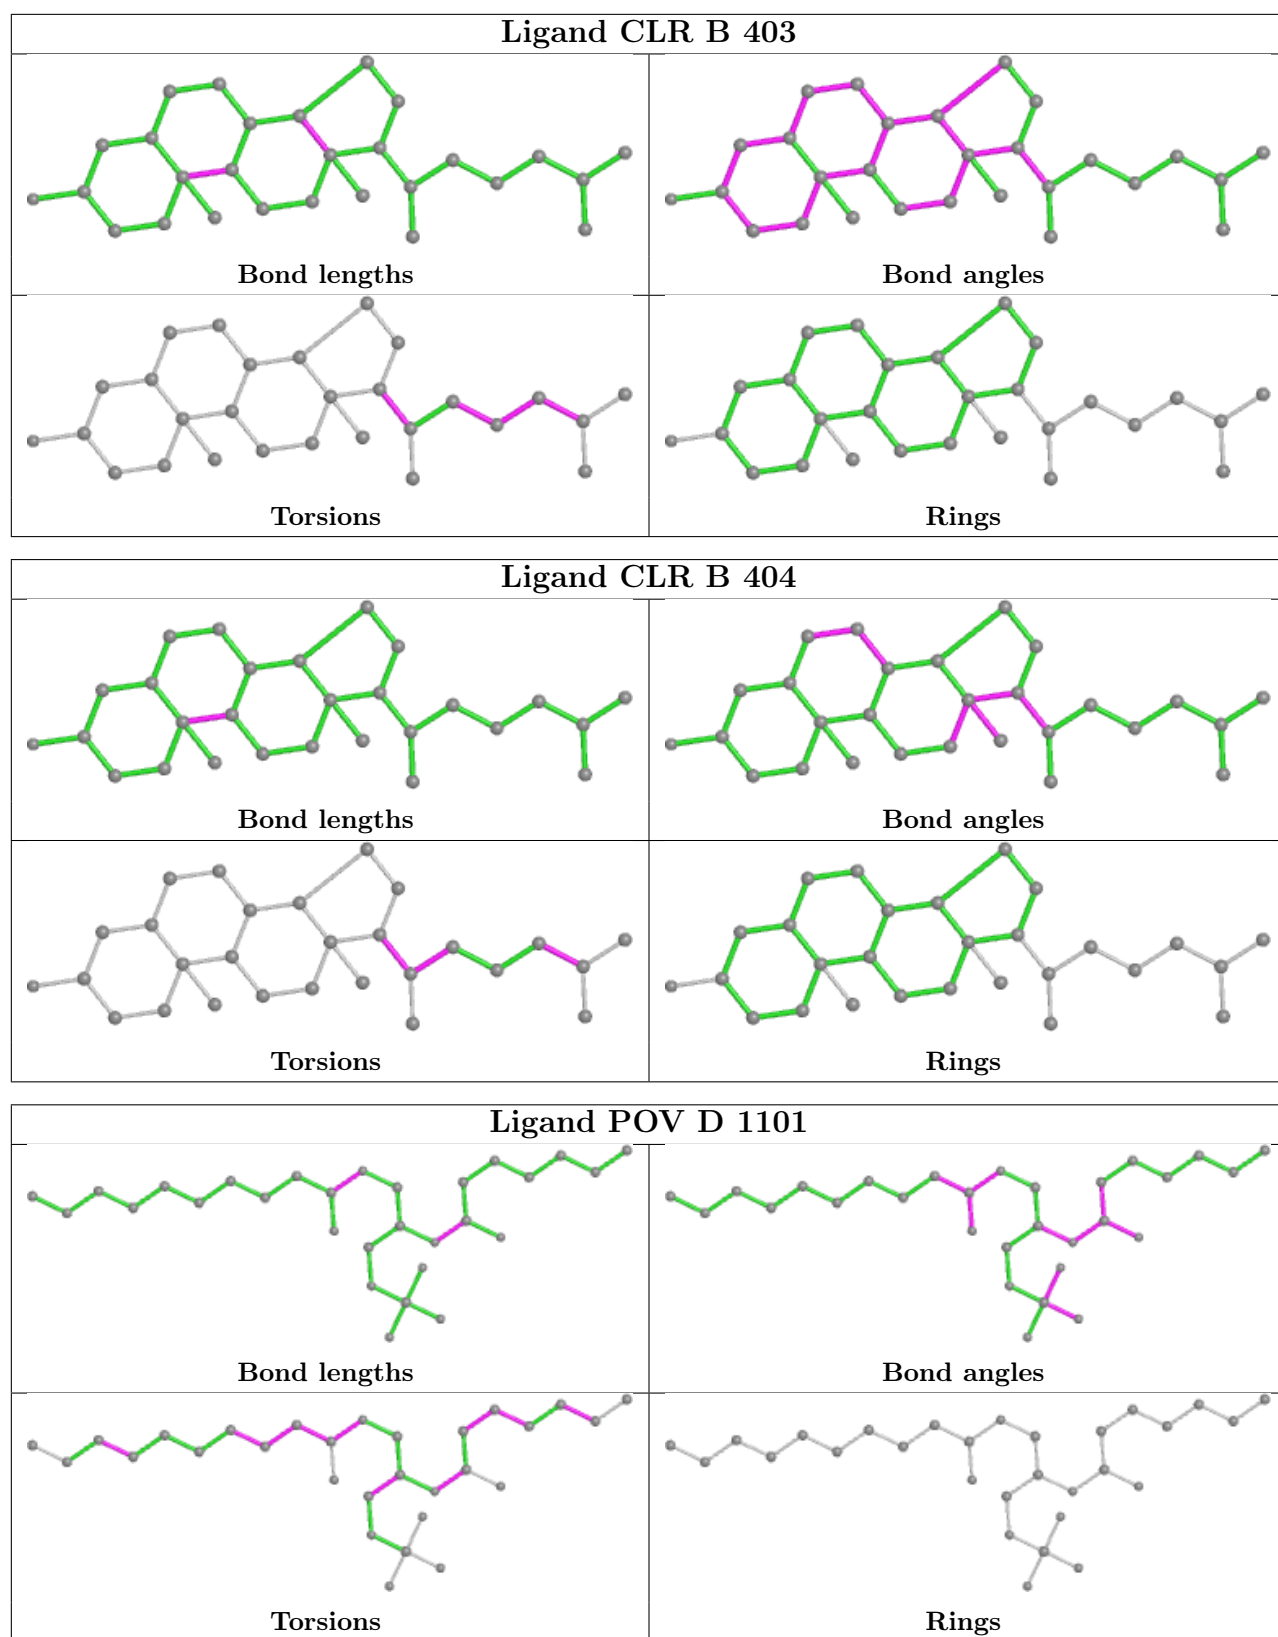 Ligand CLR B 403
Bond lengths
Bond angles
Torsions
Rings
Ligand CLR B 404
Bond lengths
Bond angles
Torsions
Rings
Ligand POV D 1101
Bond lengths
Bond angles
Torsions
Rings